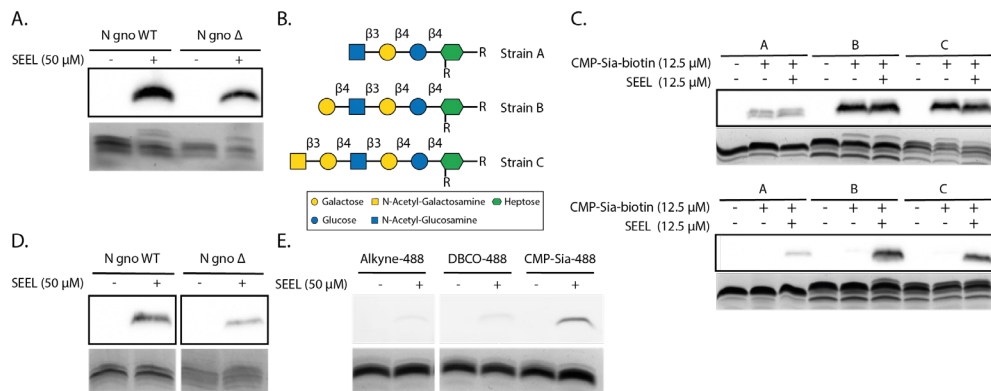 A.
N gno WT N gno Δ
SEEL (50 μM) - + - +
B.
β3 β4 β4
R Strain A
R
β4 β3 β4 β4
R Strain B
R
β3 β4 β3 β4 β4
R Strain C
R
Galactose N-Acetyl-Galactosamine Heptose
Glucose N-Acetyl-Glucosamine
C.
A B C
CMP-Sia-biotin (12.5 μM) - + + - + + - + +
SEEL (12.5 μM) - - + - - + - - +
A B C
CMP-Sia-biotin (12.5 μM) - + + - + + - + +
SEEL (12.5 μM) - - + - - + - - +
D.
N gno WT N gno Δ
SEEL (50 μM) - + - +
E.
Alkyne-488 DBCO-488 CMP-Sia-488
SEEL (50 μM) - + - + - +